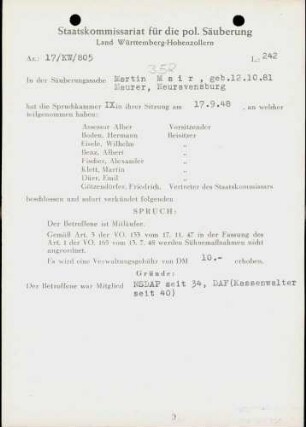 Staatskommissariat für die pol. Säuberung
Land Württemberg-Hohenzollern
Nr.: 17/KW/805
L: 242
358
In der Säuberungssache Martin Mair, geb.12.10.81
Maurer, Neuravensburg
hat die Spruchkammer IX in ihrer Sitzung am 17.9.48 , an welcher
teilgenommen haben:
Assessor Alber Vorsitzender
Boden, Hermann Beisitzer
Eisele, Wilhelm „
Benz, Albert „
Fischer, Alexander „
Klett, Martin „
Dürr, Emil „
Götzendörfer, Friedrich, Vertreter des Staatskommissars
beschlossen und sofort verkündet folgenden
SPRUCH:
Der Betroffene ist Mitläufer.
Gemäß Art. 5 der VO. 133 vom 17. 11. 47 in der Fassung des
Art. 1 der VO. 165 vom 13. 7. 48 werden Sühnemaßnahmen nicht
angeordnet.
Es wird eine Verwaltungsgebühr von DM 10.- erhoben.
Gründe:
Der Betroffene war Mitglied NSDAP seit 34, DAF(Kassenwalter
seit 40)